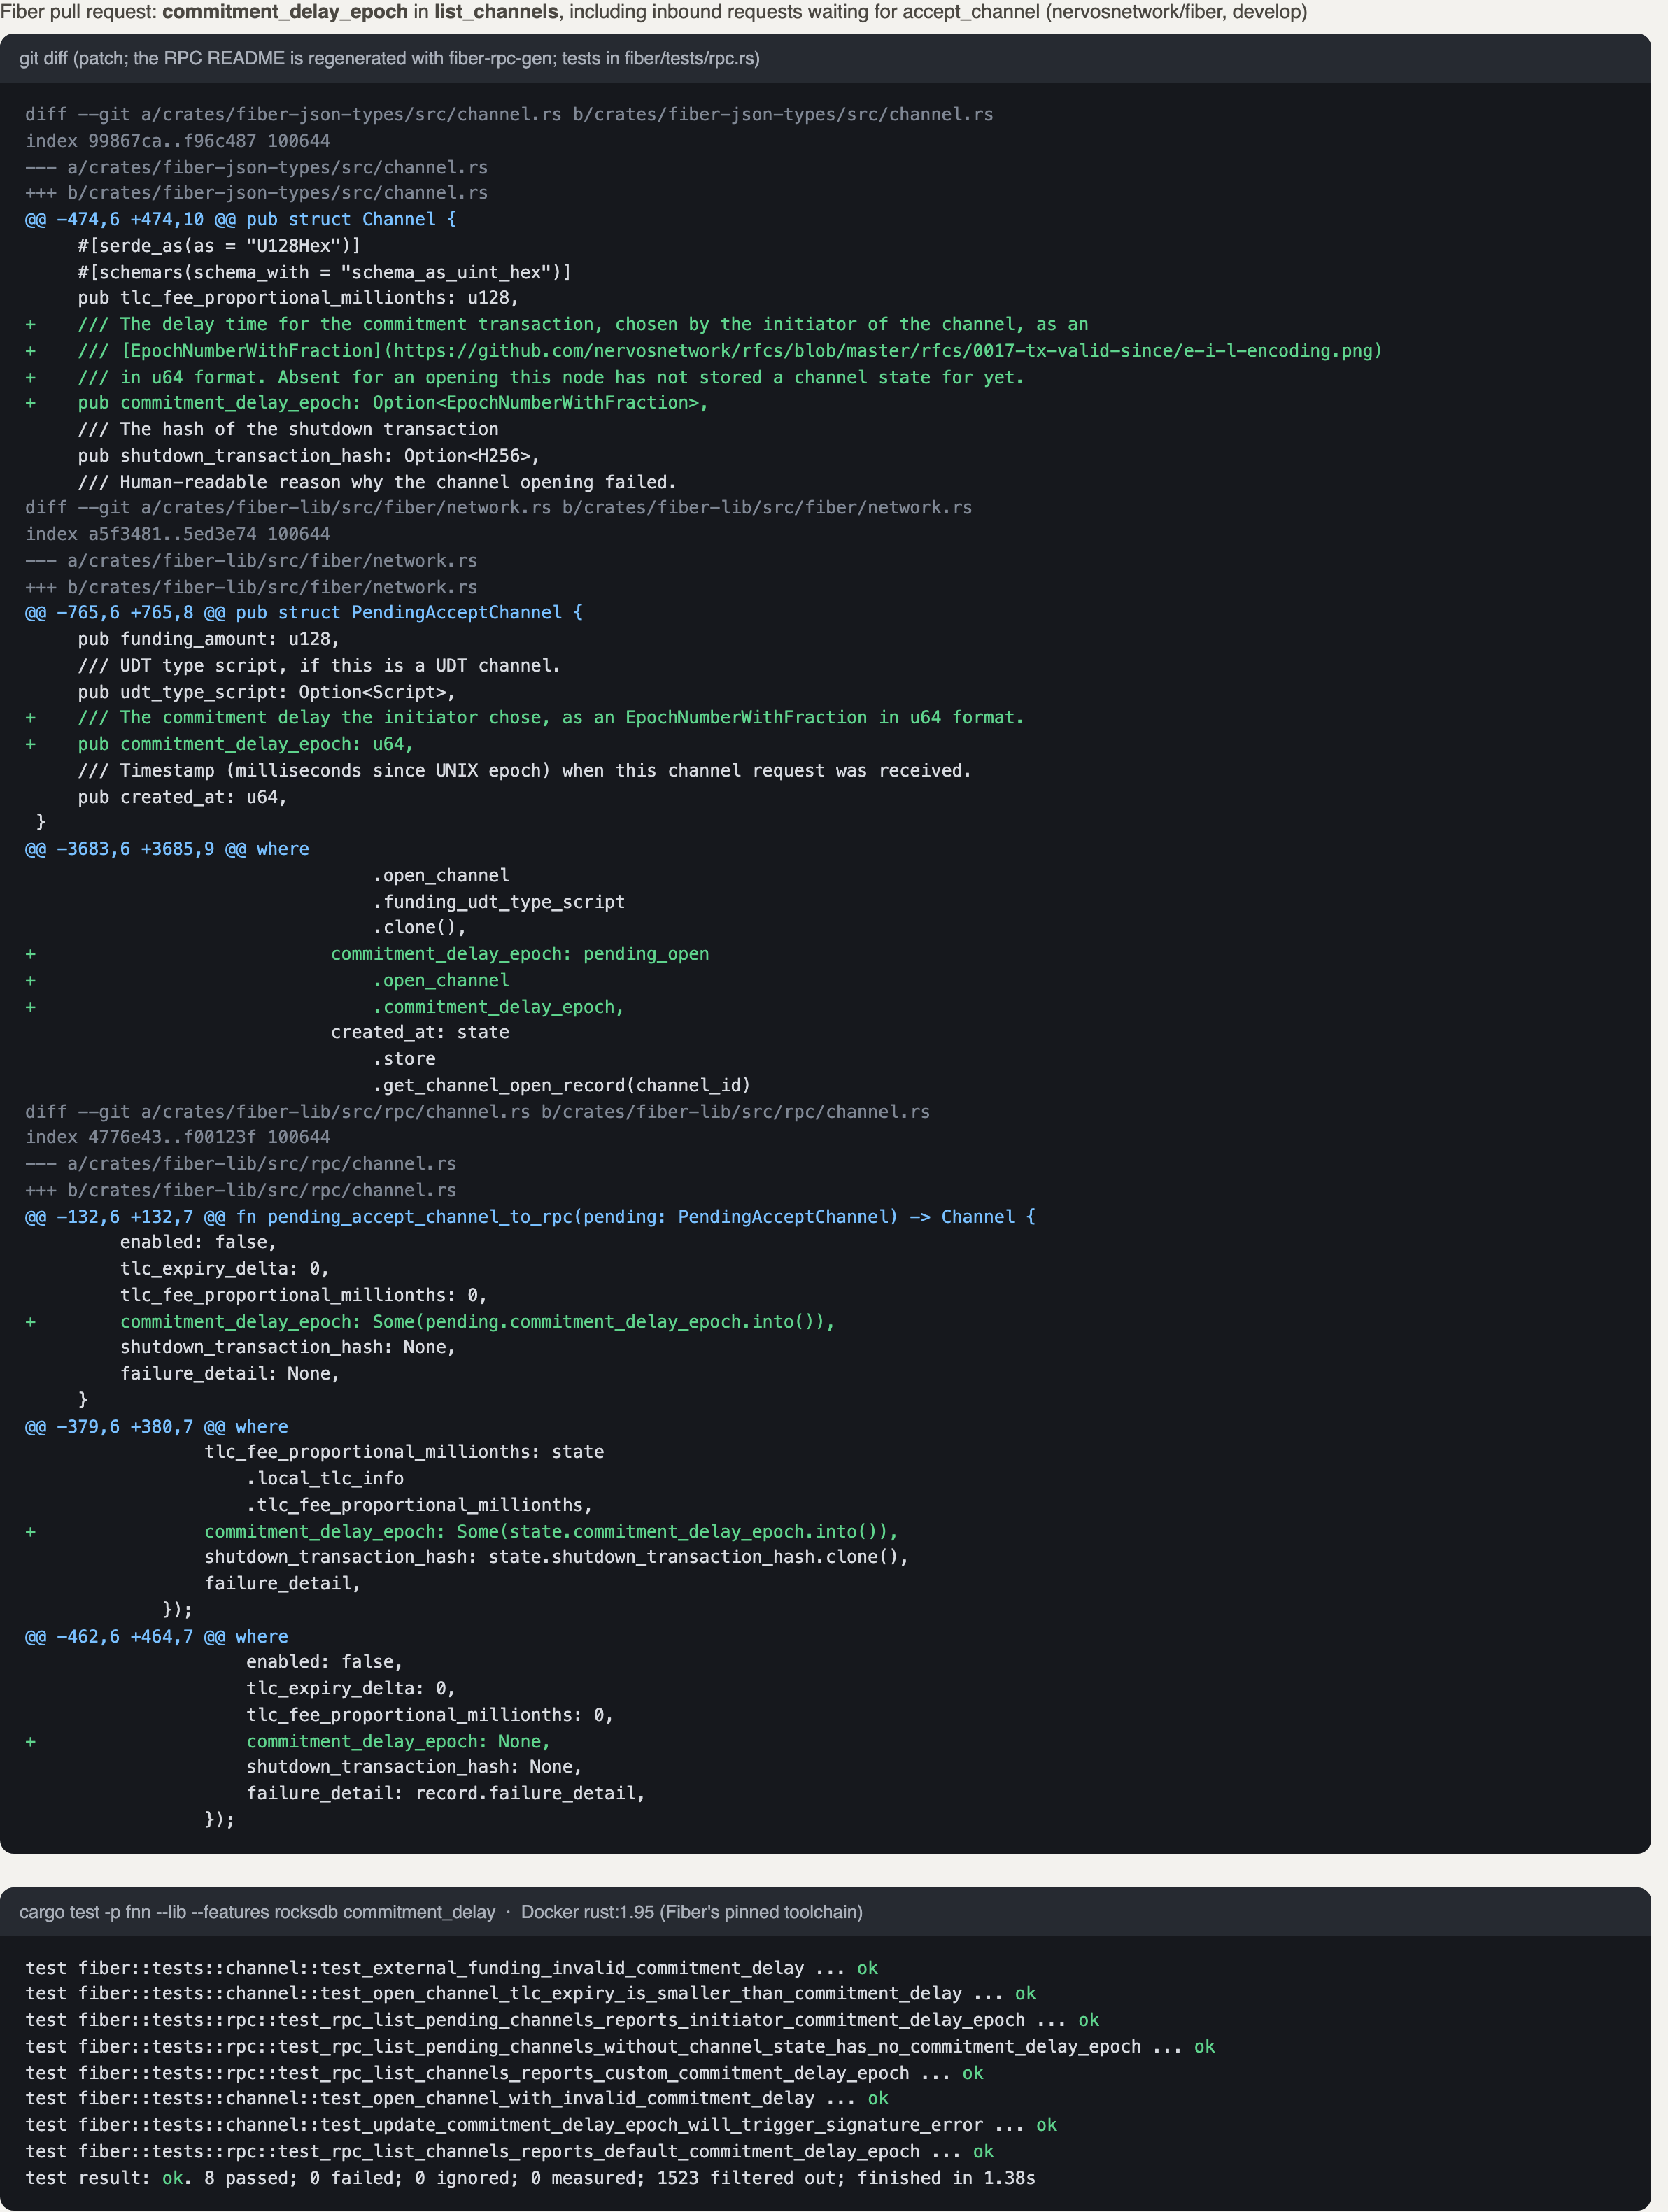 Fiber pull request: commitment_delay_epoch in list_channels, including inbound requests waiting for accept_channel (nervosnetwork/fiber, develop)
git diff (patch; the RPC README is regenerated with fiber-rpc-gen; tests in fiber/tests/rpc.rs)
diff --git a/crates/fiber-json-types/src/channel.rs b/crates/fiber-json-types/src/channel.rs
index 99867ca..f96c487 100644
--- a/crates/fiber-json-types/src/channel.rs
+++ b/crates/fiber-json-types/src/channel.rs
@@ -474,6 +474,10 @@ pub struct Channel {
     #[serde_as(as = "U128Hex")]
     #[schemars(schema_with = "schema_as_uint_hex")]
     pub tlc_fee_proportional_millionths: u128,
+    /// The delay time for the commitment transaction, chosen by the initiator of the channel, as an
+    /// [EpochNumberWithFraction](https://github.com/nervosnetwork/rfcs/blob/master/rfcs/0017-tx-valid-since/e-i-l-encoding.png)
+    /// in u64 format. Absent for an opening this node has not stored a channel state for yet.
+    pub commitment_delay_epoch: Option<EpochNumberWithFraction>,
     /// The hash of the shutdown transaction
     pub shutdown_transaction_hash: Option<H256>,
     /// Human-readable reason why the channel opening failed.
diff --git a/crates/fiber-lib/src/fiber/network.rs b/crates/fiber-lib/src/fiber/network.rs
index a5f3481..5ed3e74 100644
--- a/crates/fiber-lib/src/fiber/network.rs
+++ b/crates/fiber-lib/src/fiber/network.rs
@@ -765,6 +765,8 @@ pub struct PendingAcceptChannel {
     pub funding_amount: u128,
     /// UDT type script, if this is a UDT channel.
     pub udt_type_script: Option<Script>,
+    /// The commitment delay the initiator chose, as an EpochNumberWithFraction in u64 format.
+    pub commitment_delay_epoch: u64,
     /// Timestamp (milliseconds since UNIX epoch) when this channel request was received.
     pub created_at: u64,
 }
@@ -3683,6 +3685,9 @@ where
                                 .open_channel
                                 .funding_udt_type_script
                                 .clone(),
+                            commitment_delay_epoch: pending_open
+                                .open_channel
+                                .commitment_delay_epoch,
                             created_at: state
                                 .store
                                 .get_channel_open_record(channel_id)
diff --git a/crates/fiber-lib/src/rpc/channel.rs b/crates/fiber-lib/src/rpc/channel.rs
index 4776e43..f00123f 100644
--- a/crates/fiber-lib/src/rpc/channel.rs
+++ b/crates/fiber-lib/src/rpc/channel.rs
@@ -132,6 +132,7 @@ fn pending_accept_channel_to_rpc(pending: PendingAcceptChannel) -> Channel {
         enabled: false,
         tlc_expiry_delta: 0,
         tlc_fee_proportional_millionths: 0,
+        commitment_delay_epoch: Some(pending.commitment_delay_epoch.into()),
         shutdown_transaction_hash: None,
         failure_detail: None,
     }
@@ -379,6 +380,7 @@ where
                 tlc_fee_proportional_millionths: state
                     .local_tlc_info
                     .tlc_fee_proportional_millionths,
+                commitment_delay_epoch: Some(state.commitment_delay_epoch.into()),
                 shutdown_transaction_hash: state.shutdown_transaction_hash.clone(),
                 failure_detail,
             });
@@ -462,6 +464,7 @@ where
                     enabled: false,
                     tlc_expiry_delta: 0,
                     tlc_fee_proportional_millionths: 0,
+                    commitment_delay_epoch: None,
                     shutdown_transaction_hash: None,
                     failure_detail: record.failure_detail,
                 });
cargo test -p fnn --lib --features rocksdb commitment_delay · Docker rust:1.95 (Fiber's pinned toolchain)
test fiber::tests::channel::test_external_funding_invalid_commitment_delay ... ok
test fiber::tests::channel::test_open_channel_tlc_expiry_is_smaller_than_commitment_delay ... ok
test fiber::tests::rpc::test_rpc_list_pending_channels_reports_initiator_commitment_delay_epoch ... ok
test fiber::tests::rpc::test_rpc_list_pending_channels_without_channel_state_has_no_commitment_delay_epoch ... ok
test fiber::tests::rpc::test_rpc_list_channels_reports_custom_commitment_delay_epoch ... ok
test fiber::tests::channel::test_open_channel_with_invalid_commitment_delay ... ok
test fiber::tests::channel::test_update_commitment_delay_epoch_will_trigger_signature_error ... ok
test fiber::tests::rpc::test_rpc_list_channels_reports_default_commitment_delay_epoch ... ok
test result: ok. 8 passed; 0 failed; 0 ignored; 0 measured; 1523 filtered out; finished in 1.38s